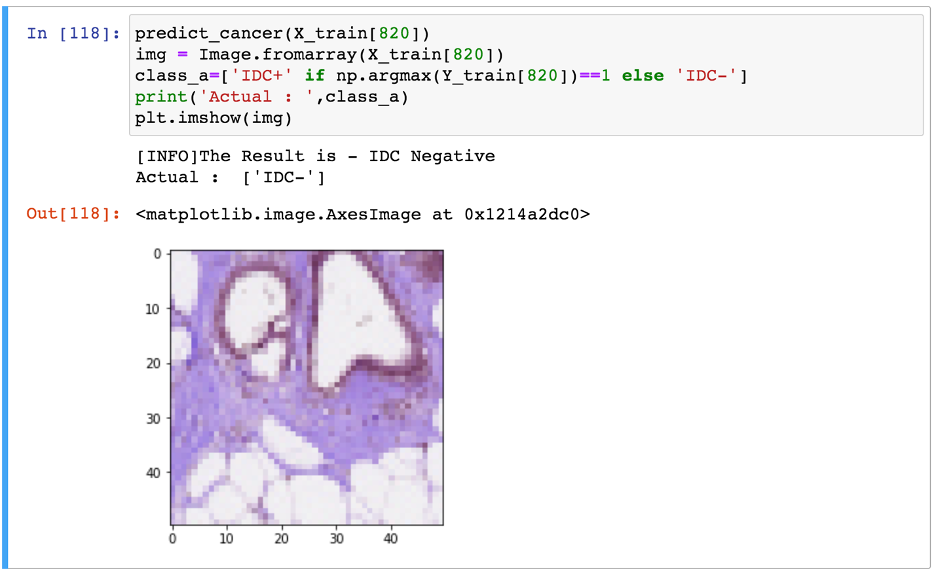 In [118]: predict_cancer(X_train[820])
img = Image.fromarray(X_train[820])
class_a=['IDC+' if np.argmax(Y_train[820])==1 else 'IDC-']
print('Actual : ',class_a)
plt.imshow(img)
[INFO]The Result is - IDC Negative
Actual :  ['IDC-']
Out[118]: <matplotlib.image.AxesImage at 0x1214a2dc0>
0
10
20
30
40
0 10 20 30 40